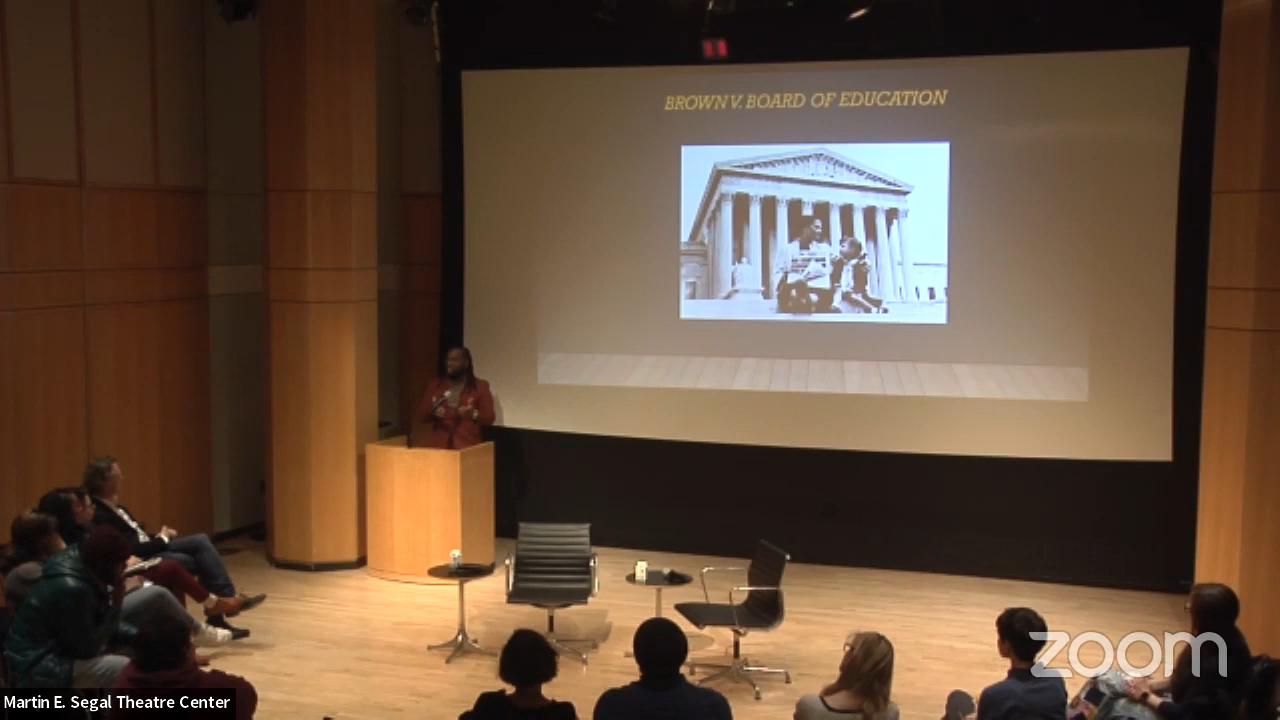 BROWN V. BOARD OF EDUCATION
zoom
Martin E. Segal Theatre Center